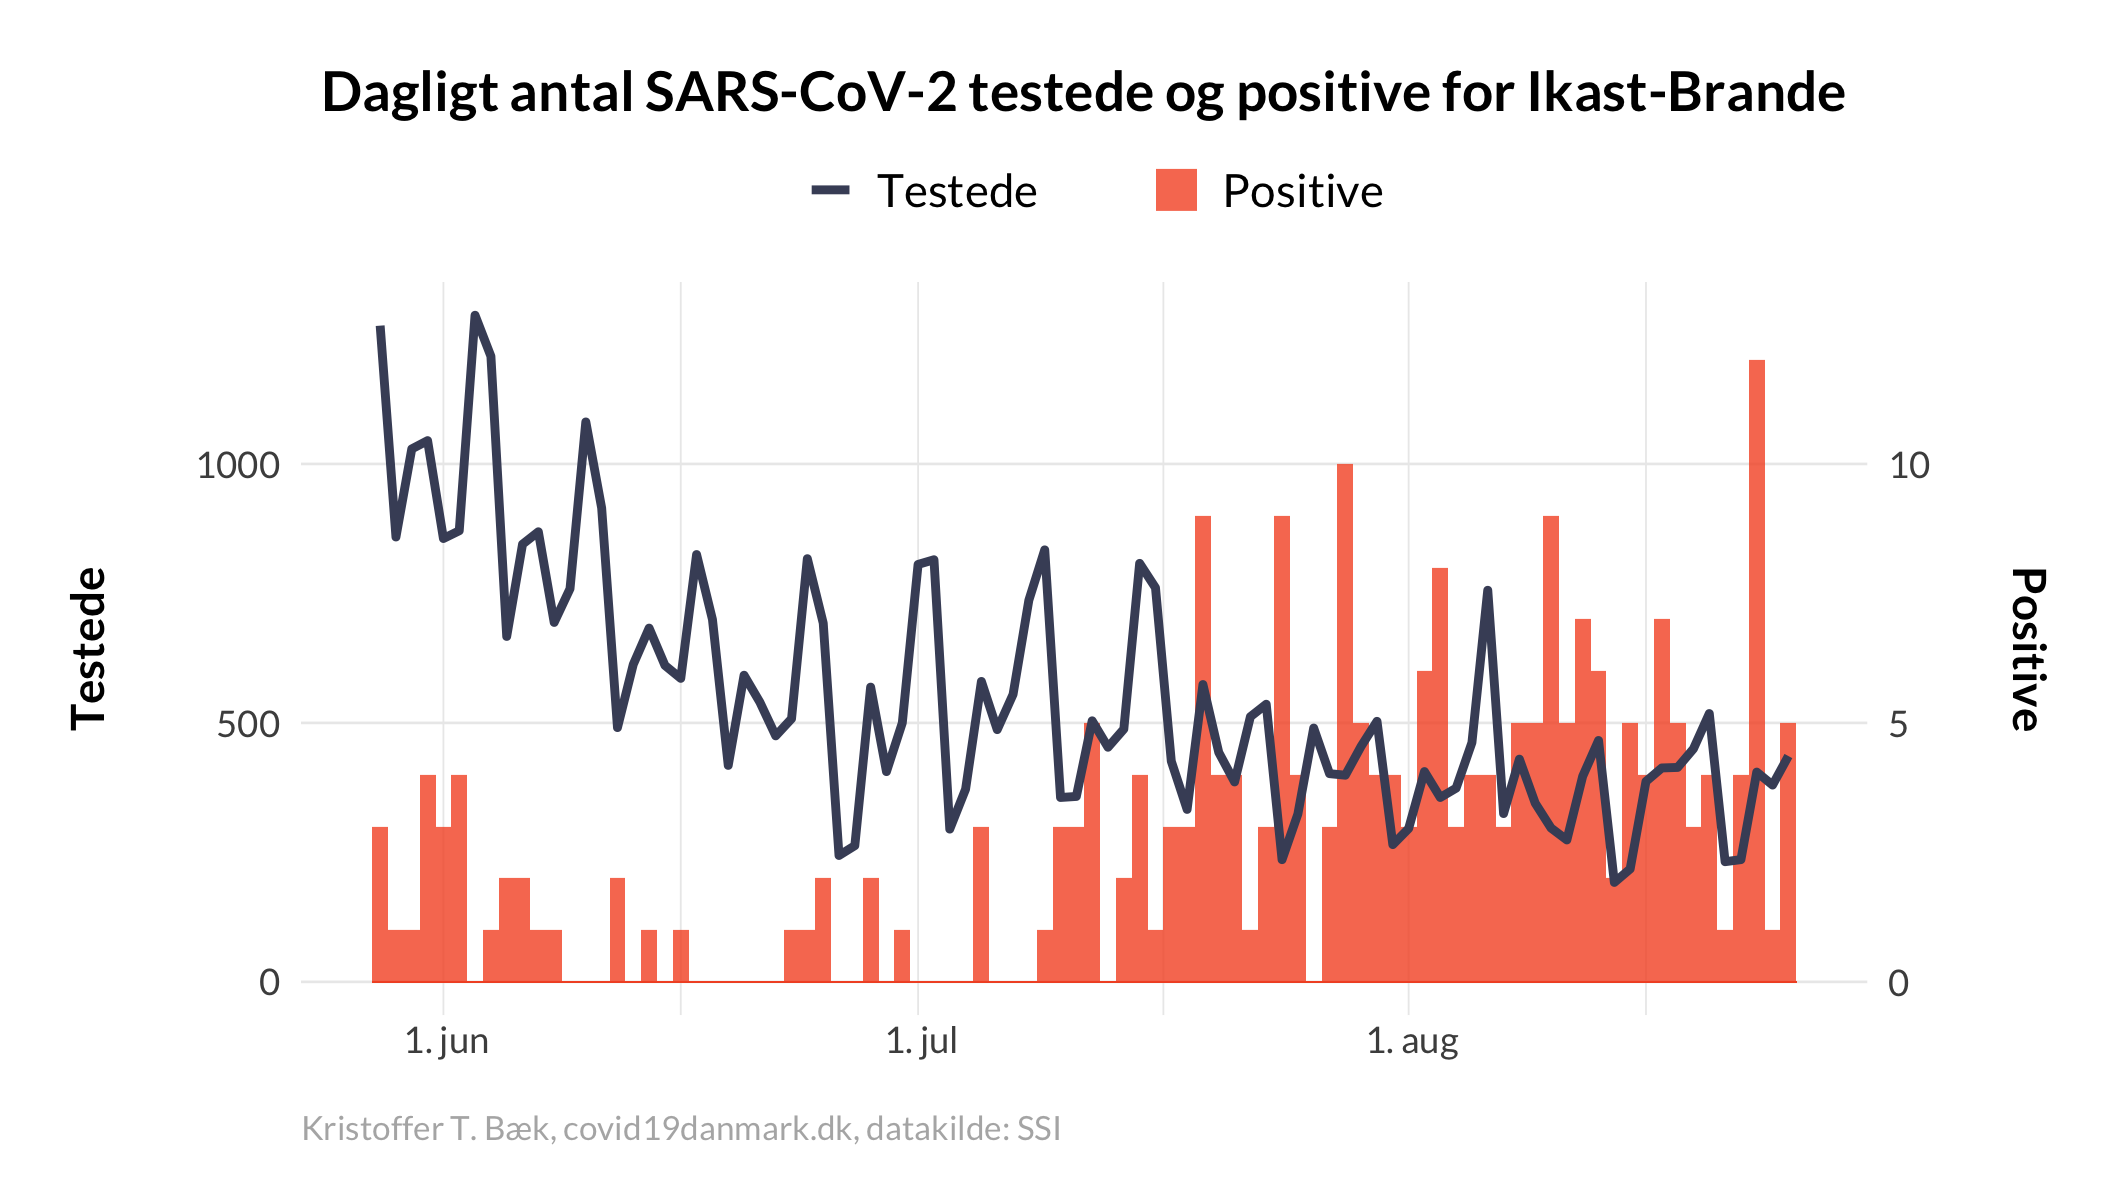 Dagligt antal SARS-CoV-2 testede og positive for Ikast-Brande
Testede
Positive
Testede
1000
500
0
10
5
0
Positive
1. jun
1. jul
1. aug
Kristoffer T. Bæk, covid19danmark.dk, datakilde: SSI